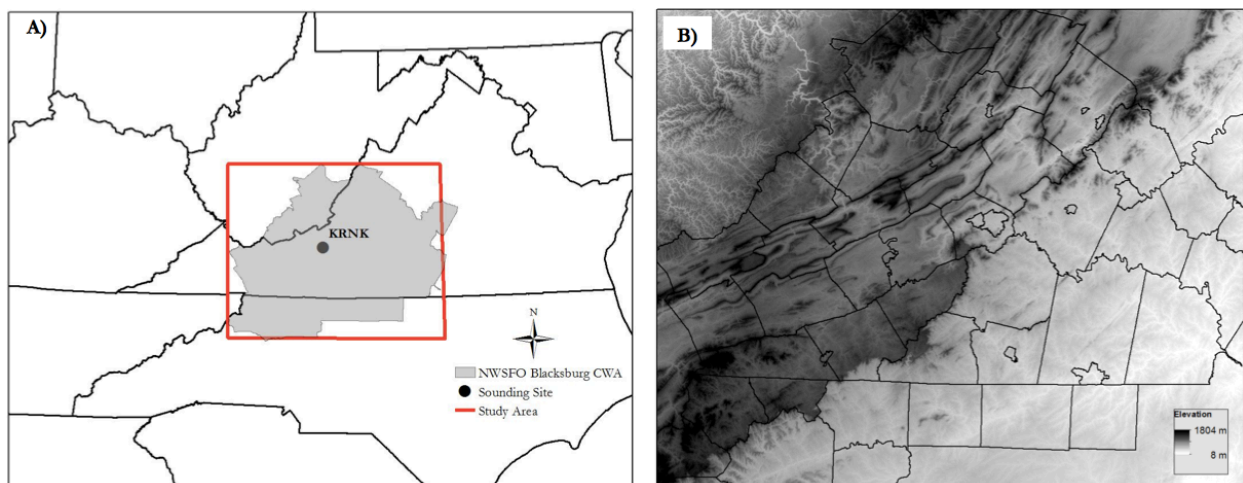 A)
KRNK
N
NWSFO Blacksburg CWA
Sounding Site
Study Area
B)
Elevation
1804 m
8 m